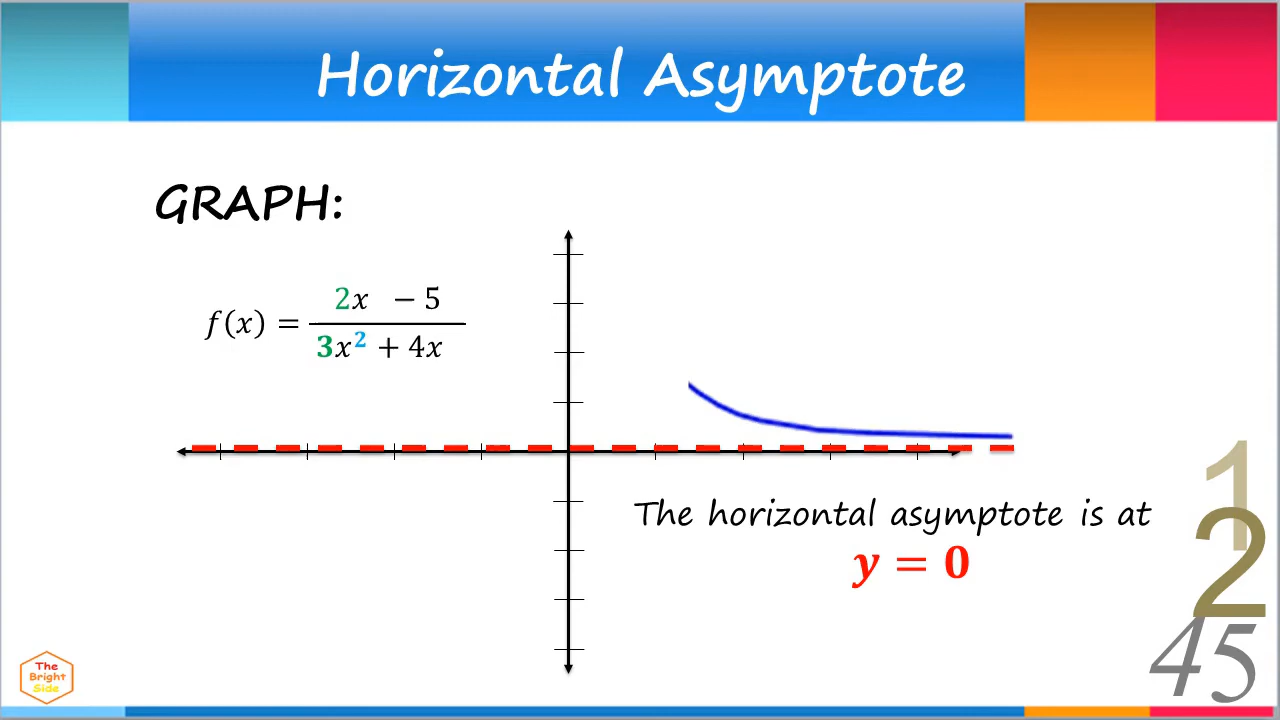 Horizontal Asymptote
GRAPH:
f(x) = (2x − 5) / (3x² + 4x)
The horizontal asymptote is at
y = 0
1
2
45
The
Bright
Side